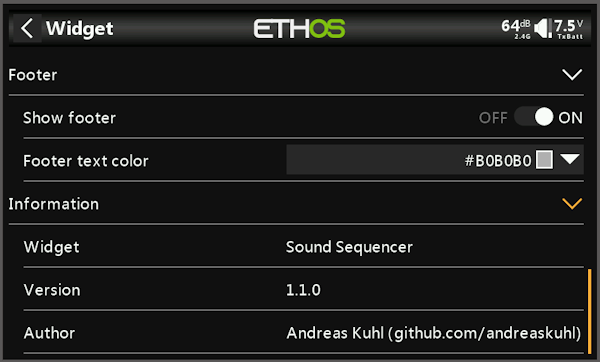 Widget
ETHOS
64dB
2.4G
7.5V
TxBatt
Footer
Show footer OFF ON
Footer text color #B0B0B0
Information
Widget Sound Sequencer
Version 1.1.0
Author Andreas Kuhl (github.com/andreaskuhl)